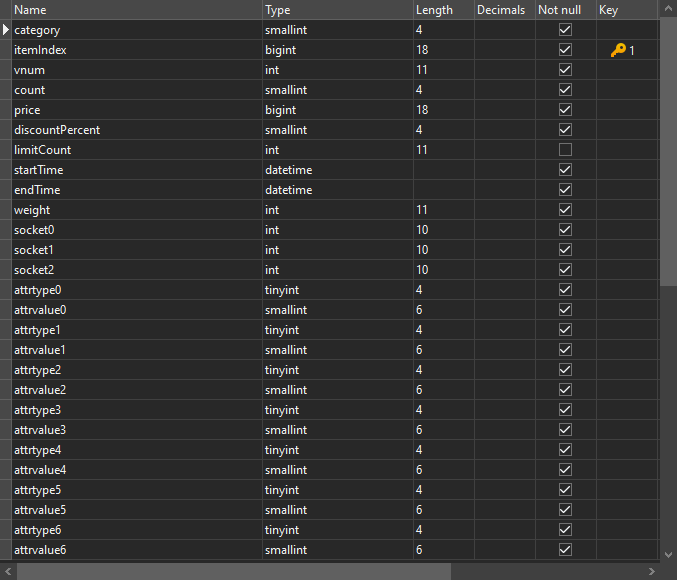 Name Type Length Decimals Not null Key
category smallint 4
itemIndex bigint 18 1
vnum int 11
count smallint 4
price bigint 18
discountPercent smallint 4
limitCount int 11
startTime datetime
endTime datetime
weight int 11
socket0 int 10
socket1 int 10
socket2 int 10
attrtype0 tinyint 4
attrvalue0 smallint 6
attrtype1 tinyint 4
attrvalue1 smallint 6
attrtype2 tinyint 4
attrvalue2 smallint 6
attrtype3 tinyint 4
attrvalue3 smallint 6
attrtype4 tinyint 4
attrvalue4 smallint 6
attrtype5 tinyint 4
attrvalue5 smallint 6
attrtype6 tinyint 4
attrvalue6 smallint 6